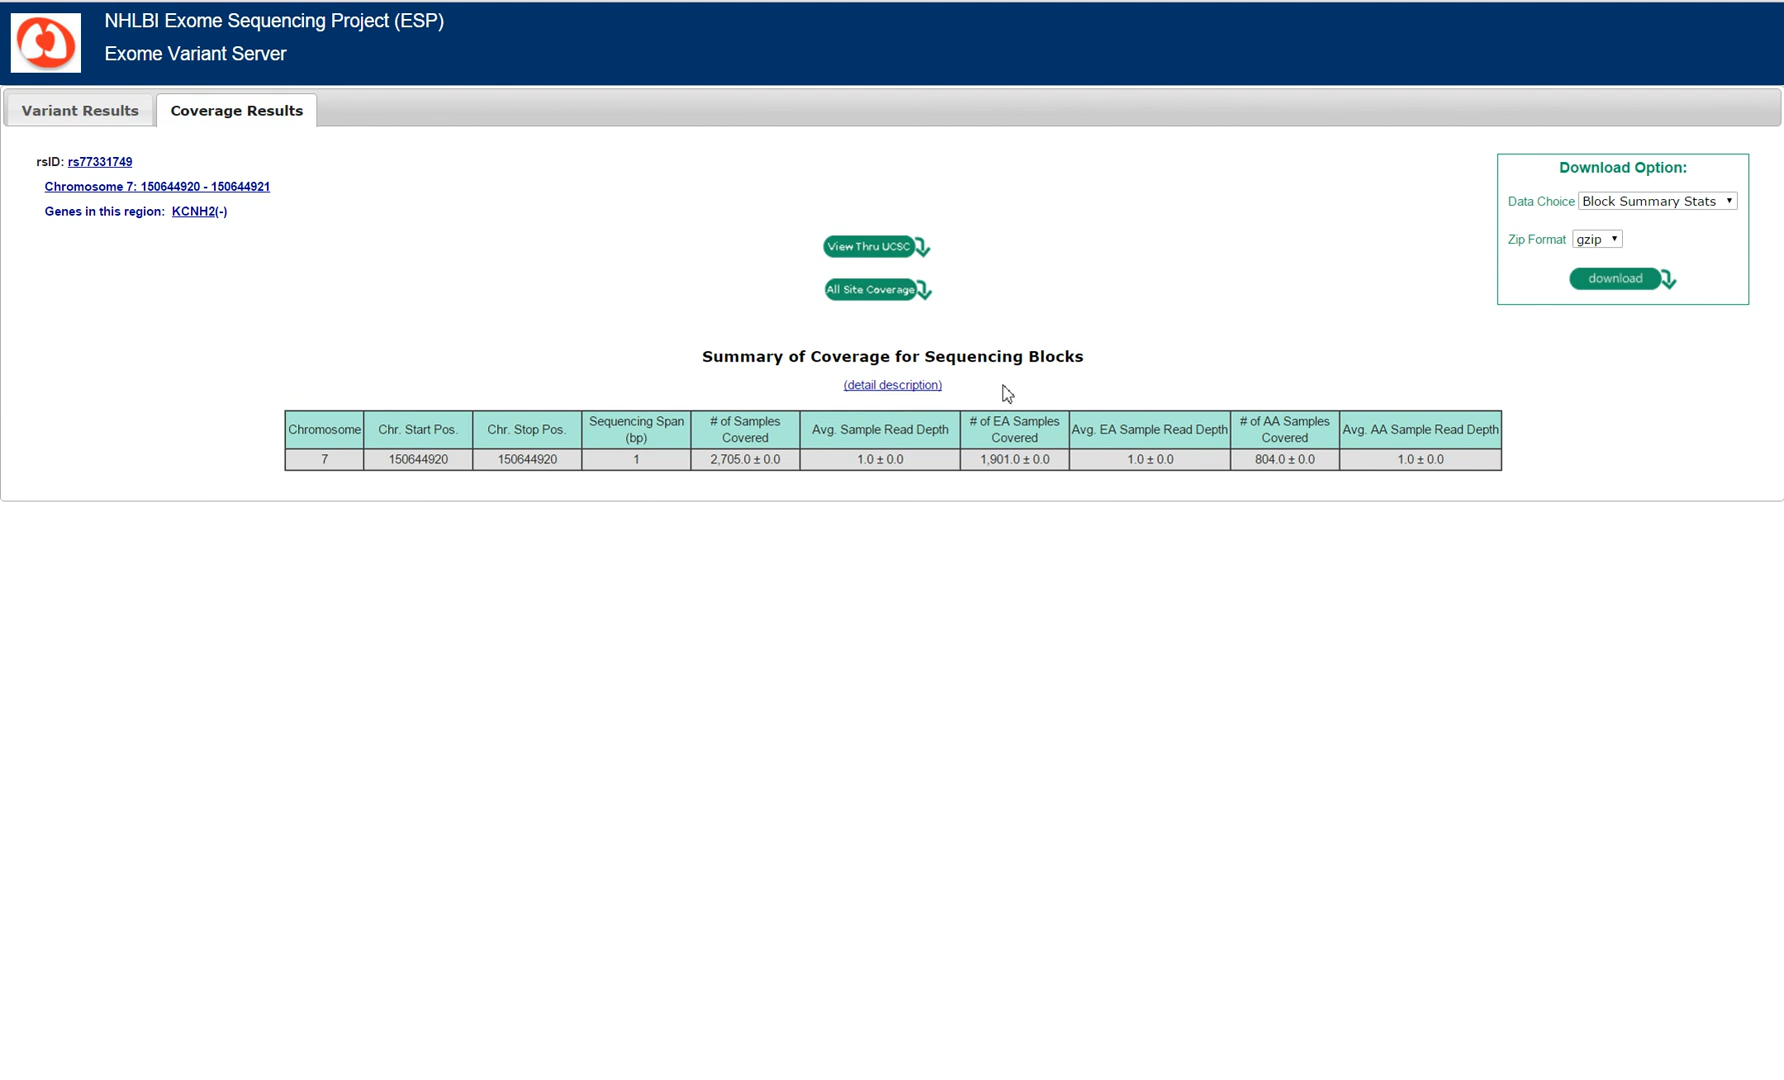 NHLBI Exome Sequencing Project (ESP)
Exome Variant Server
Variant Results
Coverage Results
rsID: rs77331749
Chromosome 7: 150644920 - 150644921
Genes in this region: KCNH2(-)
View Thru UCSC
All Site Coverage
Download Option:
Data Choice Block Summary Stats
Zip Format gzip
download
Summary of Coverage for Sequencing Blocks
(detail description)
Chromosome Chr. Start Pos. Chr. Stop Pos. Sequencing Span (bp) # of Samples Covered Avg. Sample Read Depth # of EA Samples Covered Avg. EA Sample Read Depth # of AA Samples Covered Avg. AA Sample Read Depth
7 150644920 150644920 1 2,705.0 ± 0.0 1.0 ± 0.0 1,901.0 ± 0.0 1.0 ± 0.0 804.0 ± 0.0 1.0 ± 0.0